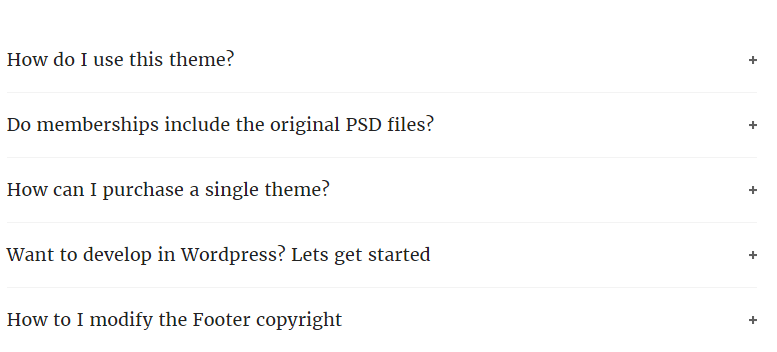 How do I use this theme?
Do memberships include the original PSD files?
How can I purchase a single theme?
Want to develop in Wordpress? Lets get started
How to I modify the Footer copyright